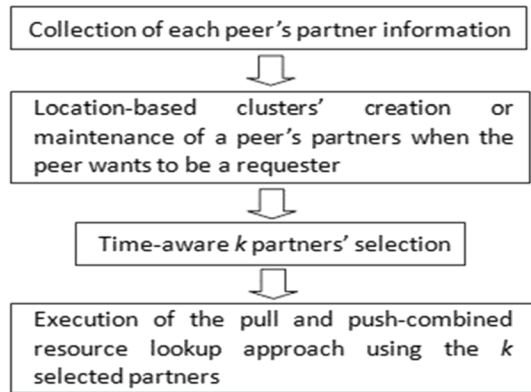 Collection of each peer's partner information
Location-based clusters' creation or
maintenance of a peer's partners when the
peer wants to be a requester
Time-aware k partners' selection
Execution of the pull and push-combined
resource lookup approach using the k
selected partners